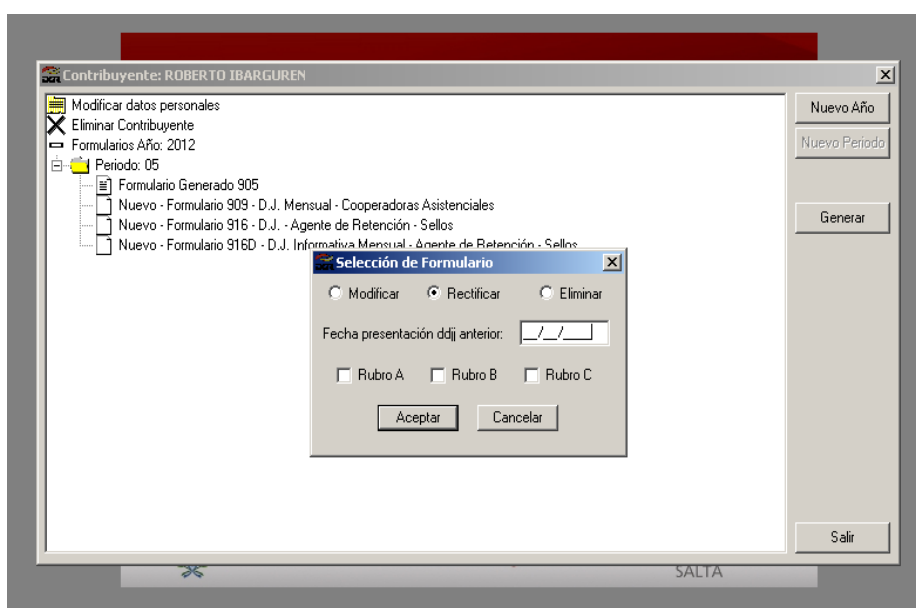 Contribuyente: ROBERTO IBARGUREN
Modificar datos personales
Eliminar Contribuyente
Formularios Año: 2012
Periodo: 05
Formulario Generado 905
Nuevo - Formulario 909 - D.J. Mensual - Cooperadoras Asistenciales
Nuevo - Formulario 916 - D.J. - Agente de Retención - Sellos
Nuevo - Formulario 916D - D.J. Informativa Mensual - Agente de Retención - Sellos
Nuevo Año
Nuevo Periodo
Generar
Salir
Selección de Formulario
Modificar Rectificar Eliminar
Fecha presentación ddjj anterior: __/__/____
Rubro A Rubro B Rubro C
Aceptar Cancelar
SALTA